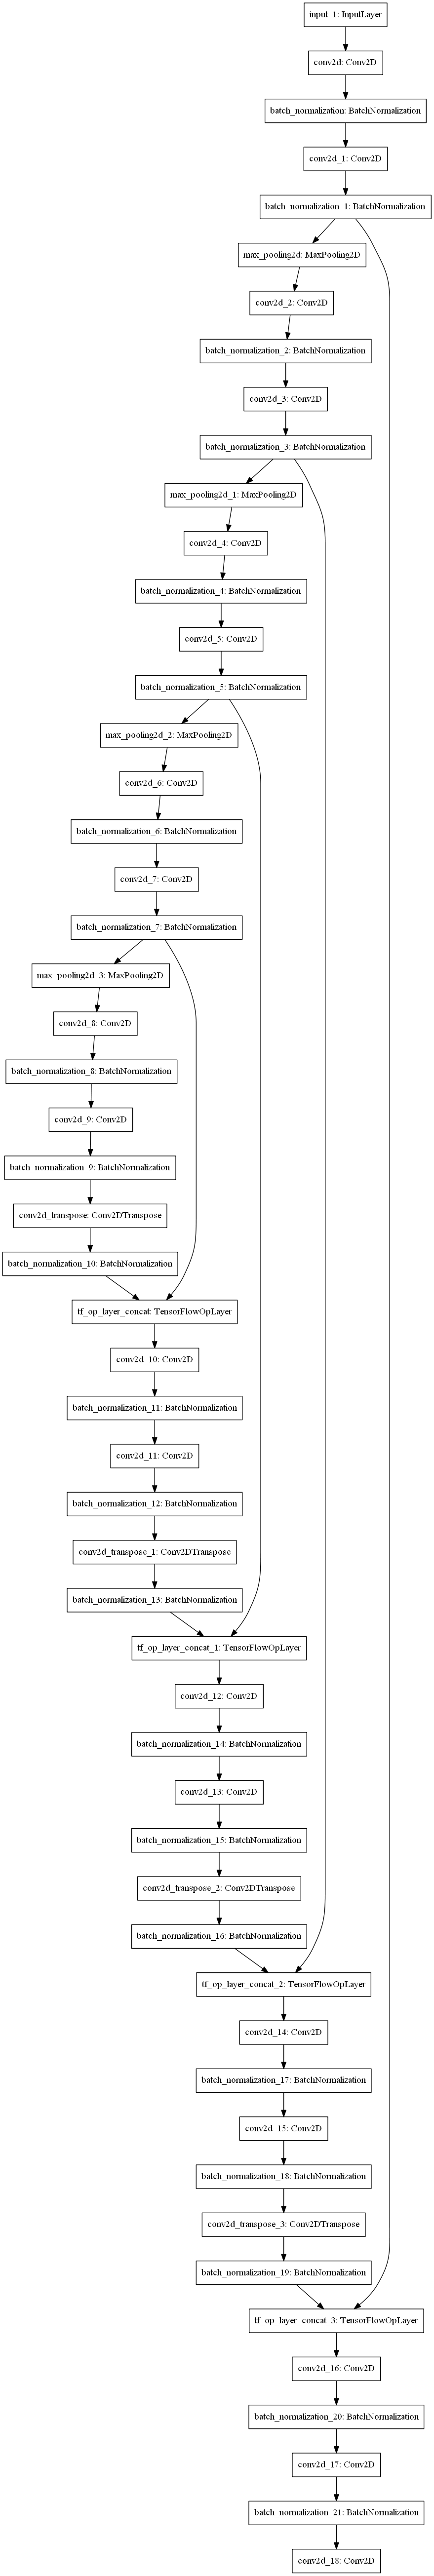 input_1: InputLayer
conv2d: Conv2D
batch_normalization: BatchNormalization
conv2d_1: Conv2D
batch_normalization_1: BatchNormalization
max_pooling2d: MaxPooling2D
conv2d_2: Conv2D
batch_normalization_2: BatchNormalization
conv2d_3: Conv2D
batch_normalization_3: BatchNormalization
max_pooling2d_1: MaxPooling2D
conv2d_4: Conv2D
batch_normalization_4: BatchNormalization
conv2d_5: Conv2D
batch_normalization_5: BatchNormalization
max_pooling2d_2: MaxPooling2D
conv2d_6: Conv2D
batch_normalization_6: BatchNormalization
conv2d_7: Conv2D
batch_normalization_7: BatchNormalization
max_pooling2d_3: MaxPooling2D
conv2d_8: Conv2D
batch_normalization_8: BatchNormalization
conv2d_9: Conv2D
batch_normalization_9: BatchNormalization
conv2d_transpose: Conv2DTranspose
batch_normalization_10: BatchNormalization
tf_op_layer_concat: TensorFlowOpLayer
conv2d_10: Conv2D
batch_normalization_11: BatchNormalization
conv2d_11: Conv2D
batch_normalization_12: BatchNormalization
conv2d_transpose_1: Conv2DTranspose
batch_normalization_13: BatchNormalization
tf_op_layer_concat_1: TensorFlowOpLayer
conv2d_12: Conv2D
batch_normalization_14: BatchNormalization
conv2d_13: Conv2D
batch_normalization_15: BatchNormalization
conv2d_transpose_2: Conv2DTranspose
batch_normalization_16: BatchNormalization
tf_op_layer_concat_2: TensorFlowOpLayer
conv2d_14: Conv2D
batch_normalization_17: BatchNormalization
conv2d_15: Conv2D
batch_normalization_18: BatchNormalization
conv2d_transpose_3: Conv2DTranspose
batch_normalization_19: BatchNormalization
tf_op_layer_concat_3: TensorFlowOpLayer
conv2d_16: Conv2D
batch_normalization_20: BatchNormalization
conv2d_17: Conv2D
batch_normalization_21: BatchNormalization
conv2d_18: Conv2D